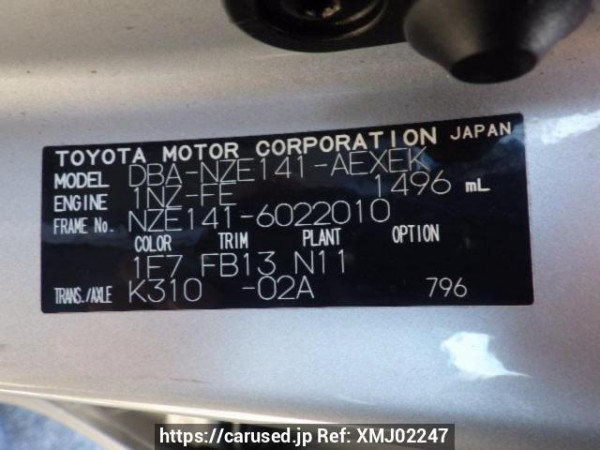 TOYOTA MOTOR CORPORATION JAPAN
MODEL DBA-NZE141-AEXEK
ENGINE 1NZ-FE 1496 mL
FRAME No. NZE141-6022010
COLOR TRIM PLANT OPTION
1E7 FB13 N11
TRANS./AXLE K310 -02A 796
https://carused.jp Ref: XMJ02247